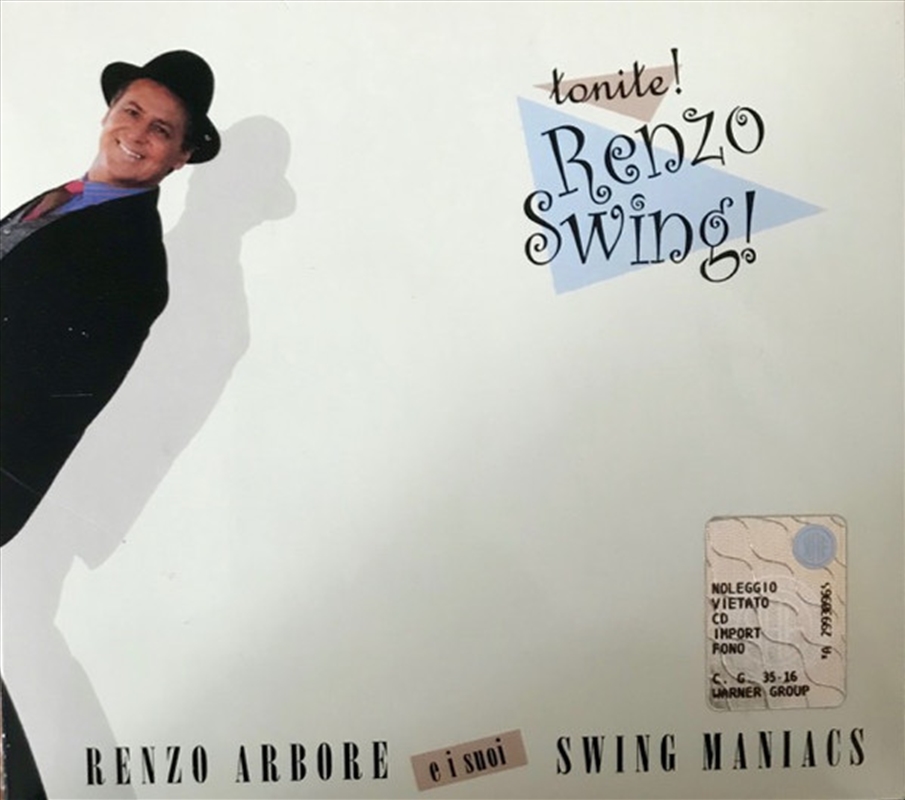 tonite!
Renzo
Swing!
NOLEGGIO
VIETATO
CD
IMPORT
FONO
C. G. 35-16
WARNER GROUP
RENZO ARBORE e i suoi SWING MANIACS